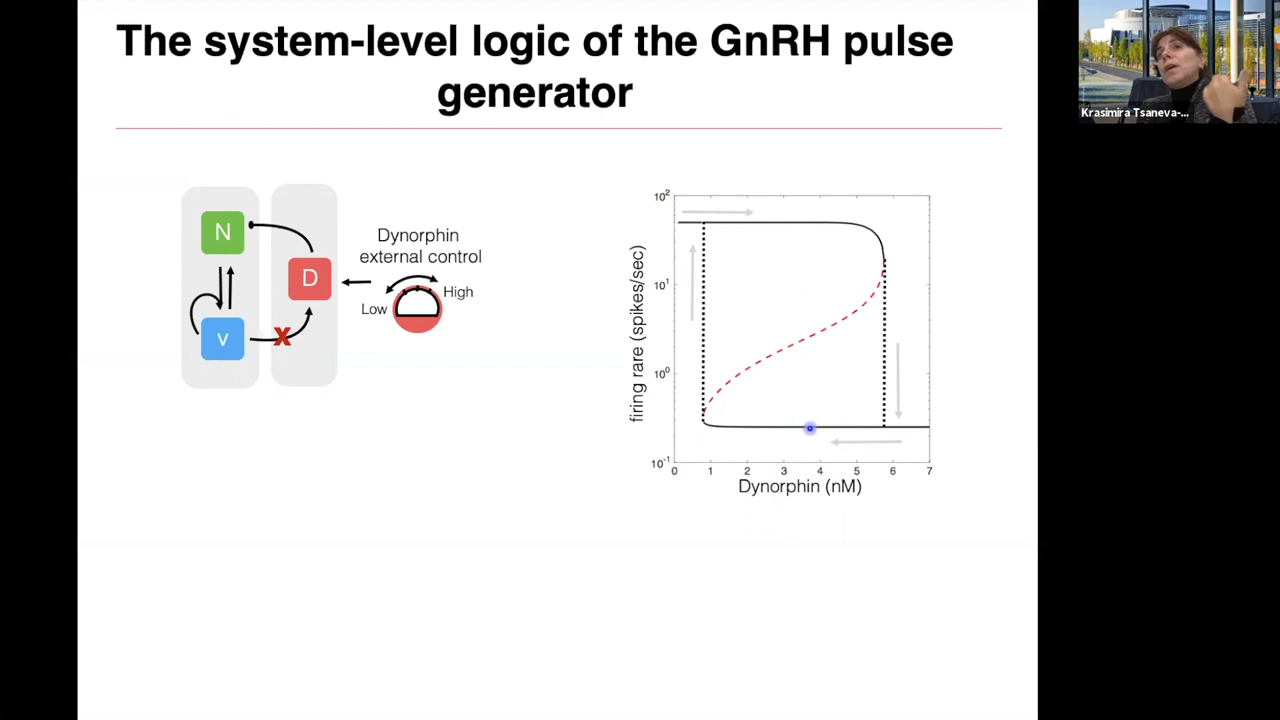 The system-level logic of the GnRH pulse
generator
Krasimira Tsaneva-...
N
D
v
X
Dynorphin
external control
Low
High
firing rare (spikes/sec)
10²
10¹
10⁰
10⁻¹
0 1 2 3 4 5 6 7
Dynorphin (nM)